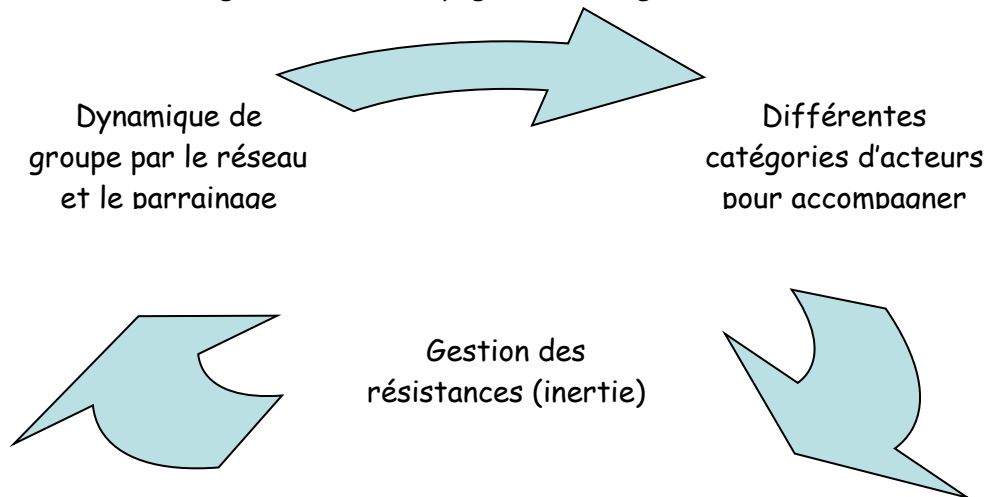 Dynamique de
groupe par le réseau
et le parrainage
Différentes
catégories d’acteurs
pour accompagner
Gestion des
résistances (inertie)